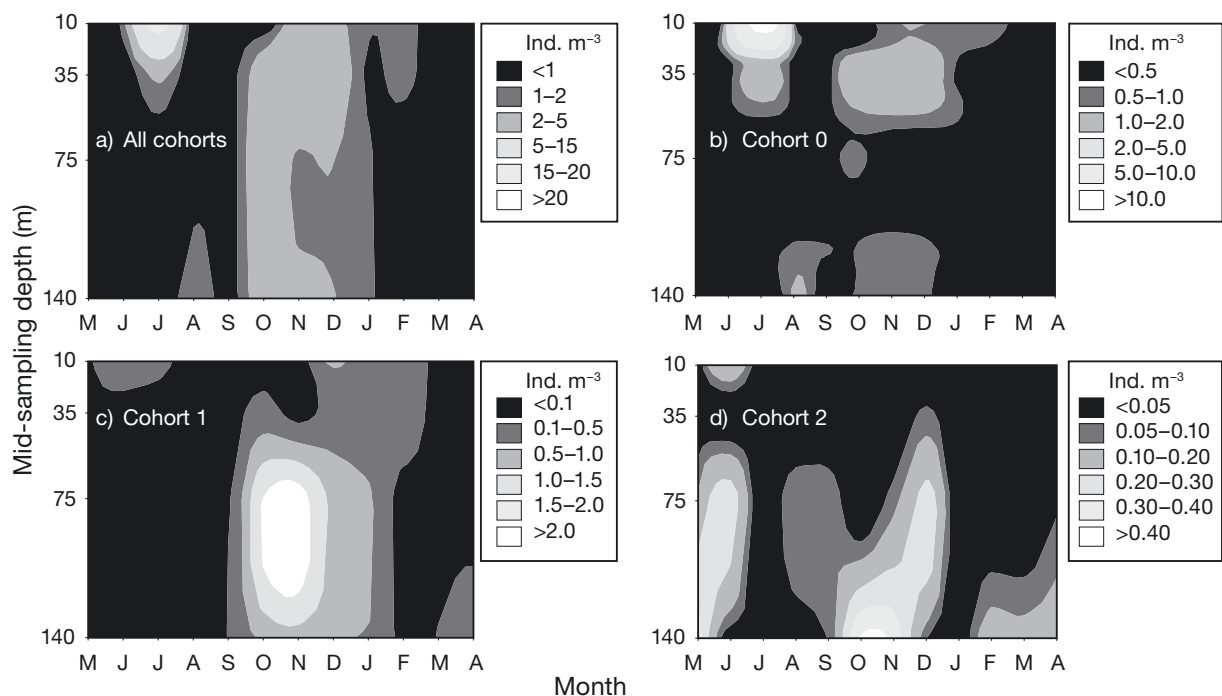 10
35
75
140
a) All cohorts
M J J A S O N D J F M A
Ind. m⁻³
<1
1–2
2–5
5–15
15–20
>20
10
35
75
140
b) Cohort 0
M J J A S O N D J F M A
Ind. m⁻³
<0.5
0.5–1.0
1.0–2.0
2.0–5.0
5.0–10.0
>10.0
Mid-sampling depth (m)
10
35
75
140
c) Cohort 1
M J J A S O N D J F M A
Ind. m⁻³
<0.1
0.1–0.5
0.5–1.0
1.0–1.5
1.5–2.0
>2.0
10
35
75
140
d) Cohort 2
M J J A S O N D J F M A
Ind. m⁻³
<0.05
0.05–0.10
0.10–0.20
0.20–0.30
0.30–0.40
>0.40
Month